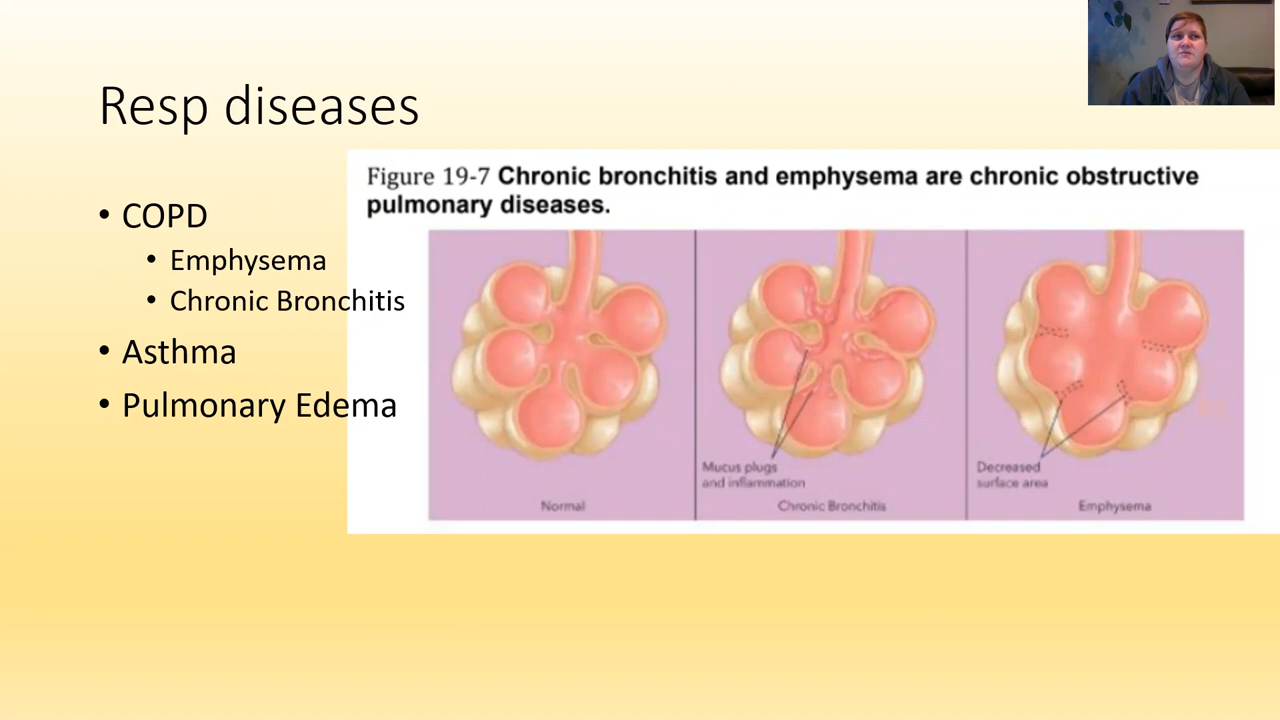 Resp diseases
• COPD
• Emphysema
• Chronic Bronchitis
• Asthma
• Pulmonary Edema
Figure 19-7 Chronic bronchitis and emphysema are chronic obstructive
pulmonary diseases.
Normal
Mucus plugs
and inflammation
Chronic Bronchitis
Decreased
surface area
Emphysema